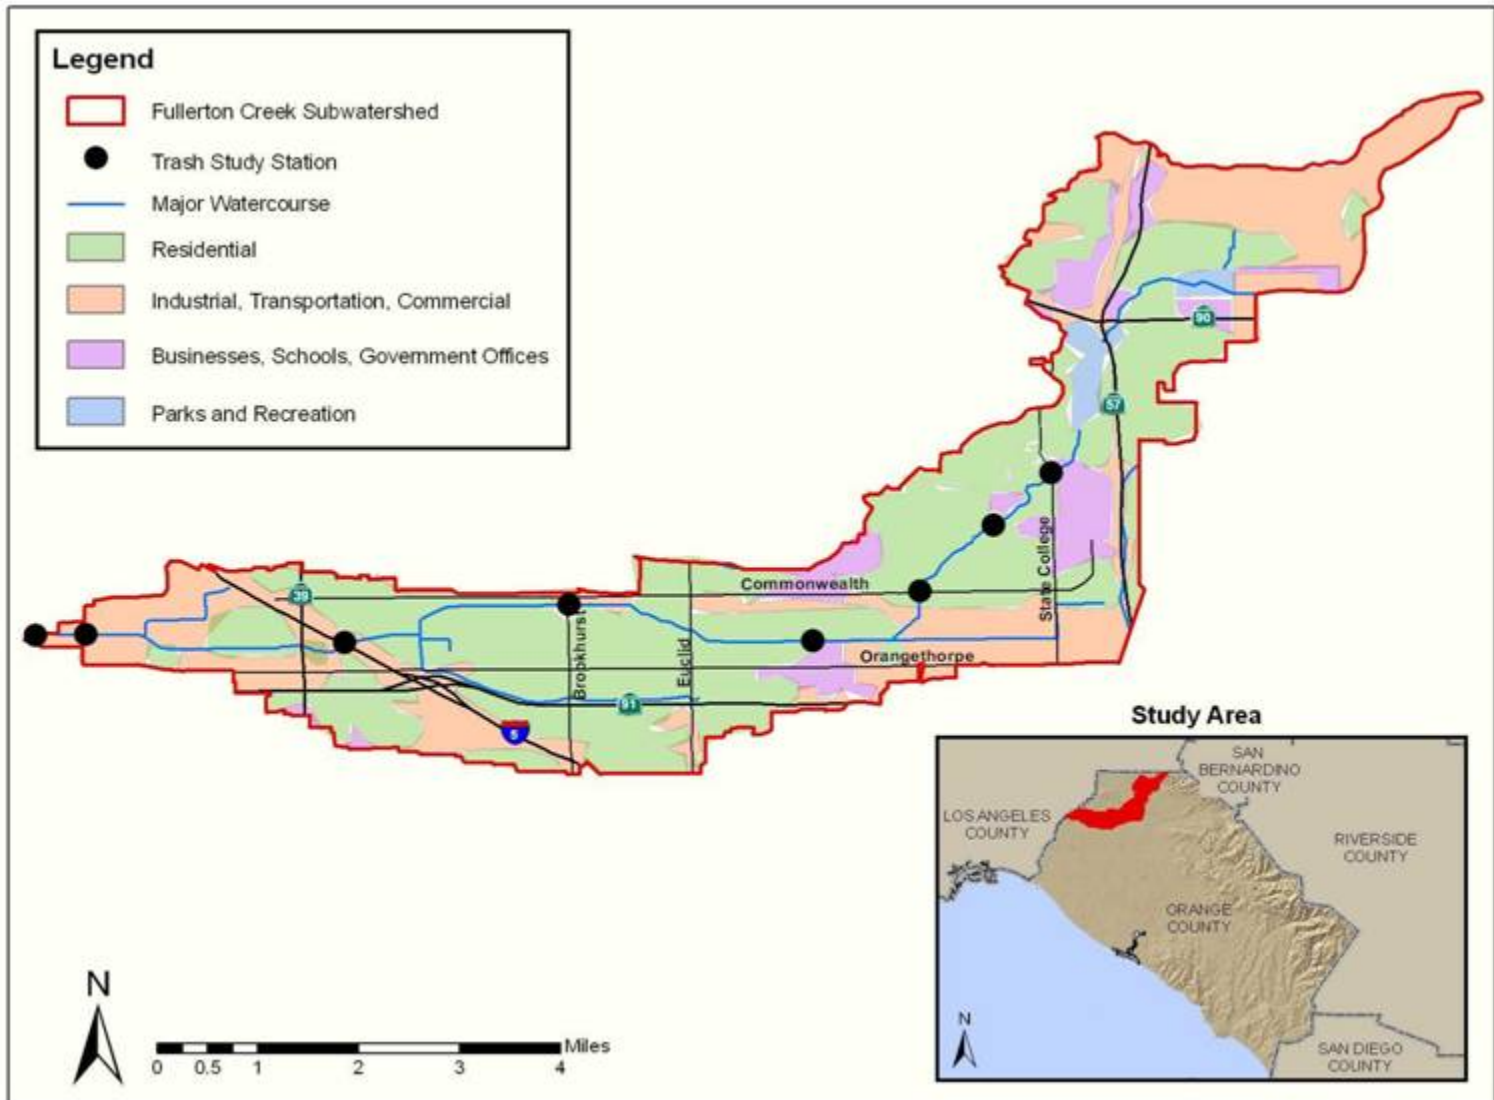 Legend
Fullerton Creek Subwatershed
Trash Study Station
Major Watercourse
Residential
Industrial, Transportation, Commercial
Businesses, Schools, Government Offices
Parks and Recreation
90
57
State College
Commonwealth
39
Brookhurst
Euclid
Orangethorpe
91
5
Study Area
SAN
BERNARDINO
COUNTY
LOS ANGELES
COUNTY
RIVERSIDE
COUNTY
ORANGE
COUNTY
SAN DIEGO
COUNTY
N
N
Miles
0 0.5 1 2 3 4